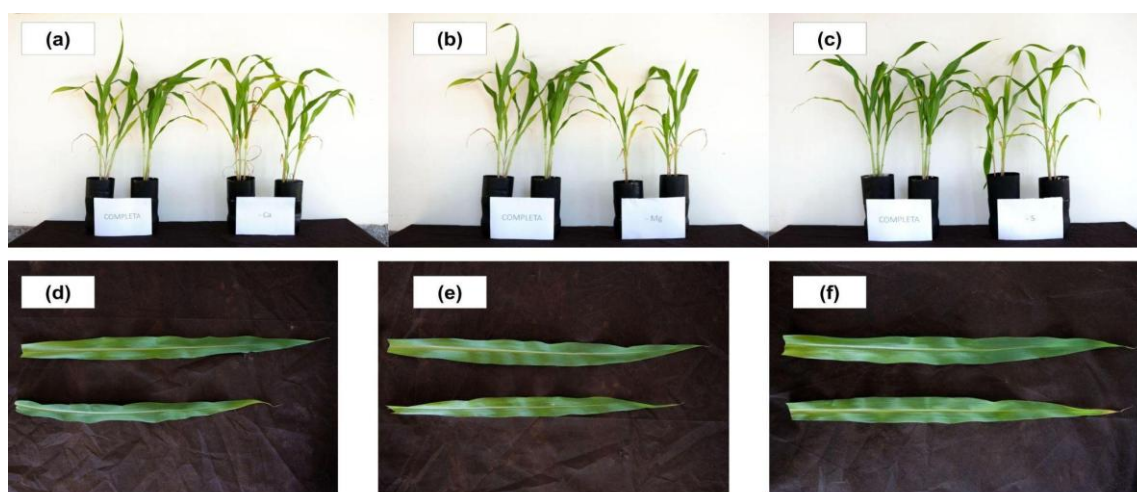 (a)
(b)
(c)
COMPLETA
- Ca
COMPLETA
- Mg
COMPLETA
- S
(d)
(e)
(f)